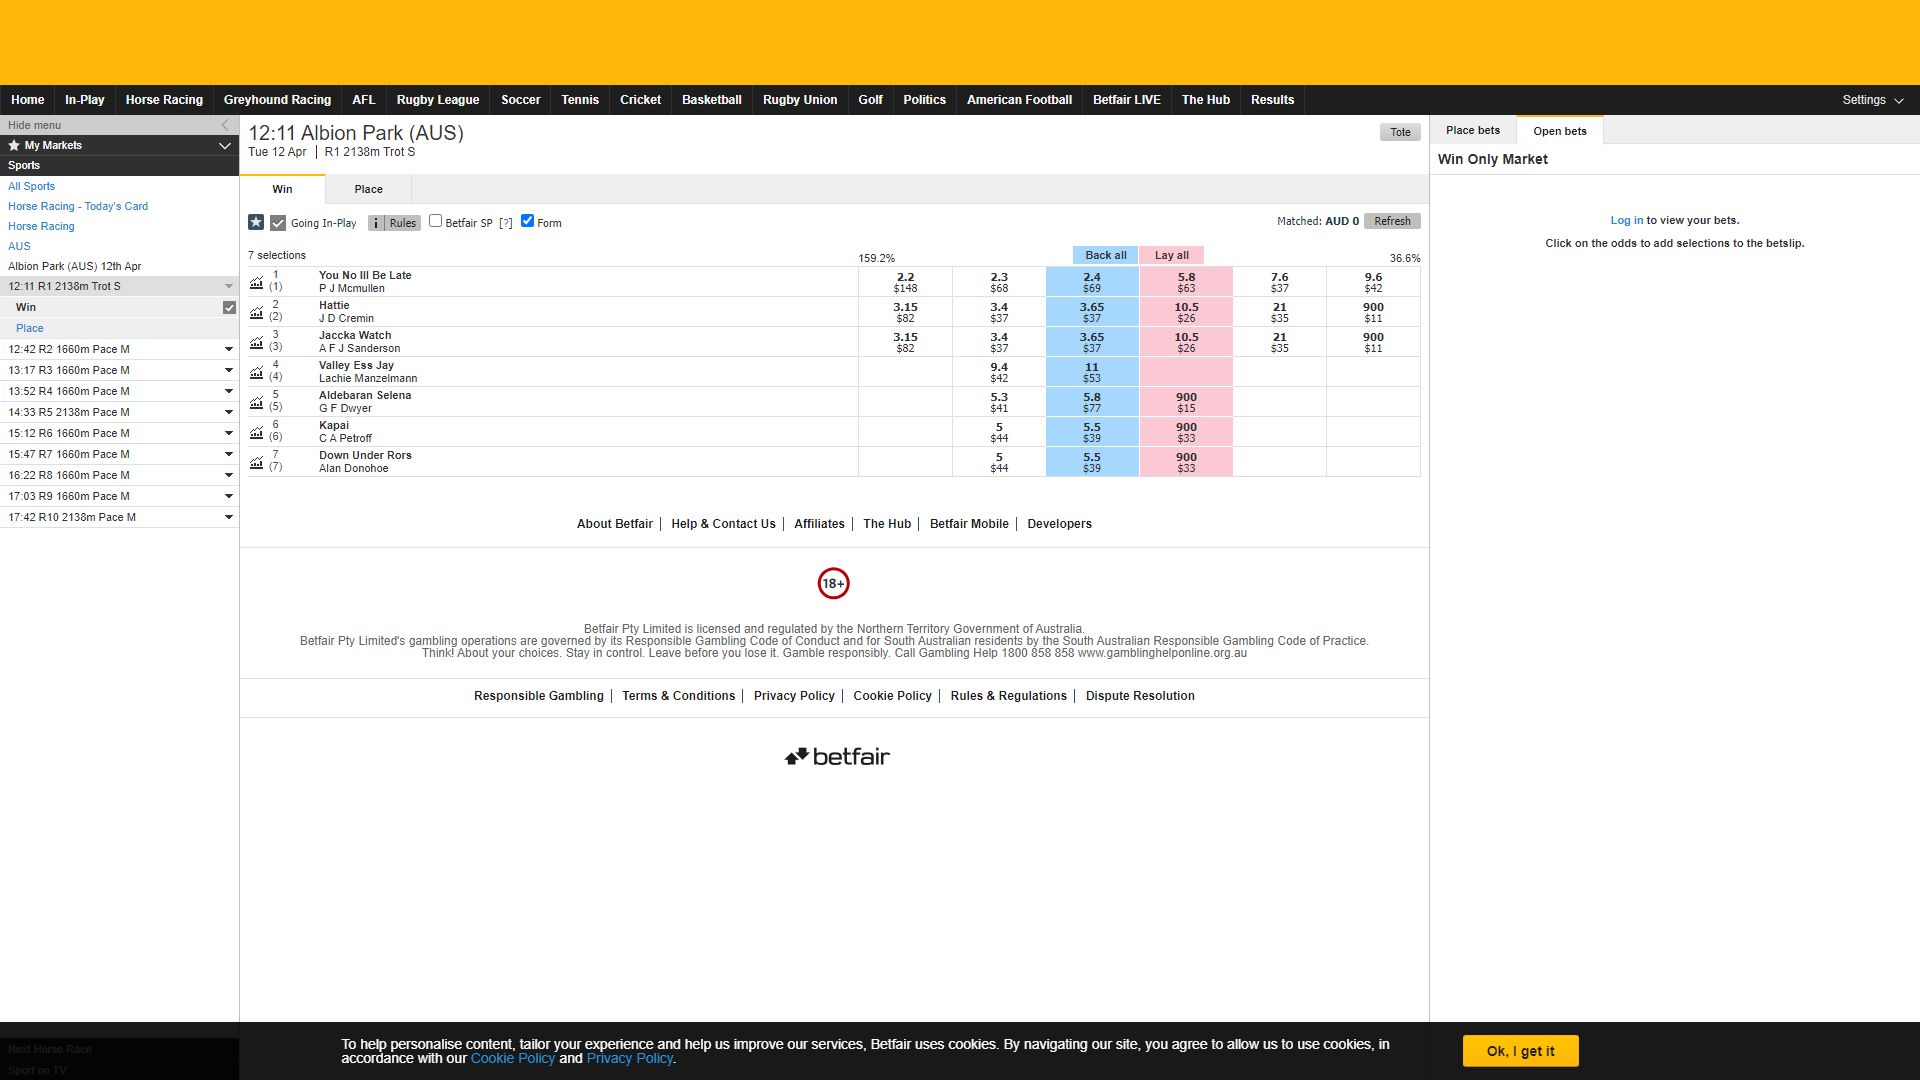 Home In-Play Horse Racing Greyhound Racing AFL Rugby League Soccer Tennis Cricket Basketball Rugby Union Golf Politics American Football Betfair LIVE The Hub Results Settings
Hide menu
My Markets
Sports
All Sports
Horse Racing - Today's Card
Horse Racing
AUS
Albion Park (AUS) 12th Apr
12:11 R1 2138m Trot S
Win
Place
12:42 R2 1660m Pace M
13:17 R3 1660m Pace M
13:52 R4 1660m Pace M
14:33 R5 2138m Pace M
15:12 R6 1660m Pace M
15:47 R7 1660m Pace M
16:22 R8 1660m Pace M
17:03 R9 1660m Pace M
17:42 R10 2138m Pace M
Next Horse Race
Sport on TV
12:11 Albion Park (AUS)
Tote
Tue 12 Apr R1 2138m Trot S
Win Place
Going In-Play i Rules Betfair SP [?] Form Matched: AUD 0 Refresh
7 selections 159.2% Back all Lay all 36.6%
1 You No Ill Be Late 2.2 2.3 2.4 5.8 7.6 9.6
(1) P J Mcmullen $148 $68 $69 $63 $37 $42
2 Hattie 3.15 3.4 3.65 10.5 21 900
(2) J D Cremin $82 $37 $37 $26 $35 $11
3 Jaccka Watch 3.15 3.4 3.65 10.5 21 900
(3) A F J Sanderson $82 $37 $37 $26 $35 $11
4 Valley Ess Jay 9.4 11
(4) Lachie Manzelmann $42 $53
5 Aldebaran Selena 5.3 5.8 900
(5) G F Dwyer $41 $77 $15
6 Kapai 5 5.5 900
(6) C A Petroff $44 $39 $33
7 Down Under Rors 5 5.5 900
(7) Alan Donohoe $44 $39 $33
About Betfair Help & Contact Us Affiliates The Hub Betfair Mobile Developers
18+
Betfair Pty Limited is licensed and regulated by the Northern Territory Government of Australia.
Betfair Pty Limited's gambling operations are governed by its Responsible Gambling Code of Conduct and for South Australian residents by the South Australian Responsible Gambling Code of Practice.
Think! About your choices. Stay in control. Leave before you lose it. Gamble responsibly. Call Gambling Help 1800 858 858 www.gamblinghelponline.org.au
Responsible Gambling Terms & Conditions Privacy Policy Cookie Policy Rules & Regulations Dispute Resolution
betfair
Place bets Open bets
Win Only Market
Log in to view your bets.
Click on the odds to add selections to the betslip.
To help personalise content, tailor your experience and help us improve our services, Betfair uses cookies. By navigating our site, you agree to allow us to use cookies, in
accordance with our Cookie Policy and Privacy Policy.
Ok, I get it